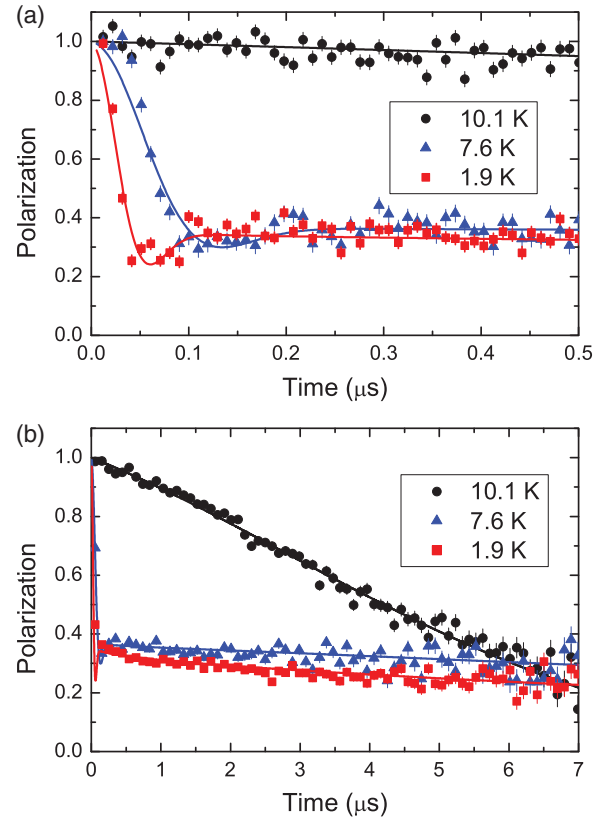 (a)
1.0
0.8
0.6
0.4
0.2
0.0
Polarization
10.1 K
7.6 K
1.9 K
0.0 0.1 0.2 0.3 0.4 0.5
Time (μs)
(b)
1.0
0.8
0.6
0.4
0.2
0.0
Polarization
10.1 K
7.6 K
1.9 K
0 1 2 3 4 5 6 7
Time (μs)